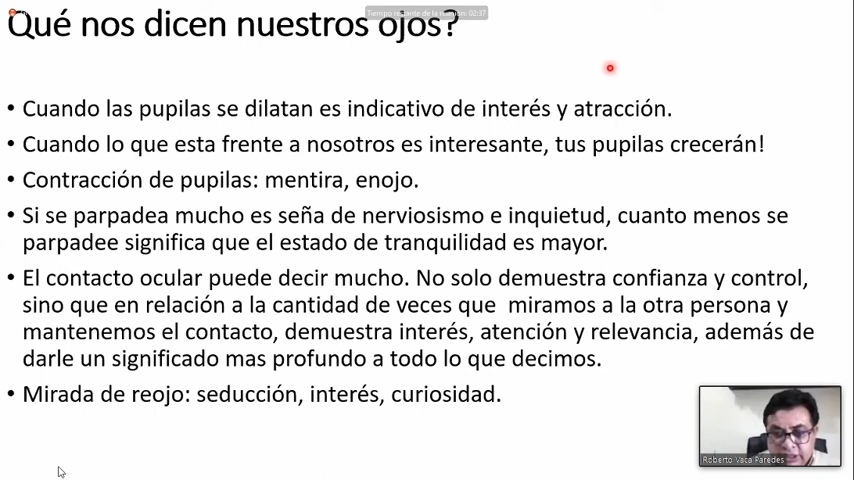 Qué nos dicen nuestros ojos?
Tiempo restante de la reunión: 02:37
• Cuando las pupilas se dilatan es indicativo de interés y atracción.
• Cuando lo que esta frente a nosotros es interesante, tus pupilas crecerán!
• Contracción de pupilas: mentira, enojo.
• Si se parpadea mucho es seña de nerviosismo e inquietud, cuanto menos se
parpadee significa que el estado de tranquilidad es mayor.
• El contacto ocular puede decir mucho. No solo demuestra confianza y control,
sino que en relación a la cantidad de veces que miramos a la otra persona y
mantenemos el contacto, demuestra interés, atención y relevancia, además de
darle un significado mas profundo a todo lo que decimos.
• Mirada de reojo: seducción, interés, curiosidad.
Roberto Vaca Paredes